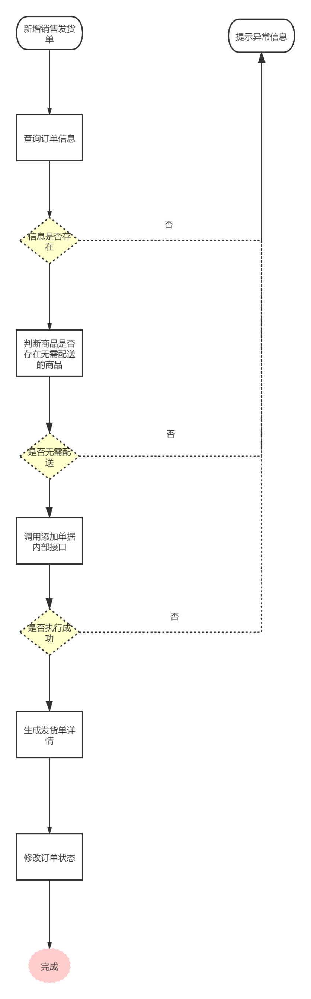 新增销售发货
单
提示异常信息
查询订单信息
否
信息是否存
在
判断商品是否
存在无需配送
的商品
否
是否无需配
送
调用添加单据
内部接口
否
是否执行成
功
生成发货单详
情
修改订单状态
完成